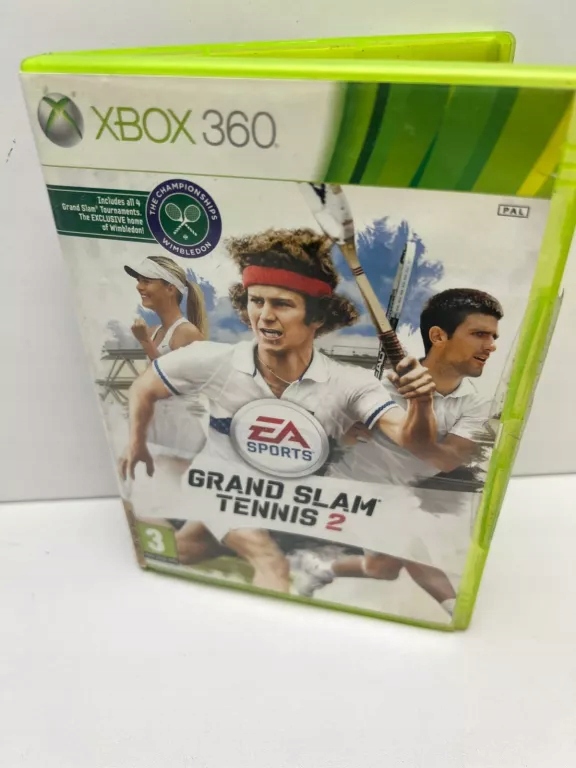 XBOX 360
Includes all 4
Grand Slam® Tournaments.
The EXCLUSIVE home
of Wimbledon!
THE CHAMPIONSHIPS
WIMBLEDON
PAL
EA
SPORTS
GRAND SLAM
TENNIS 2
3